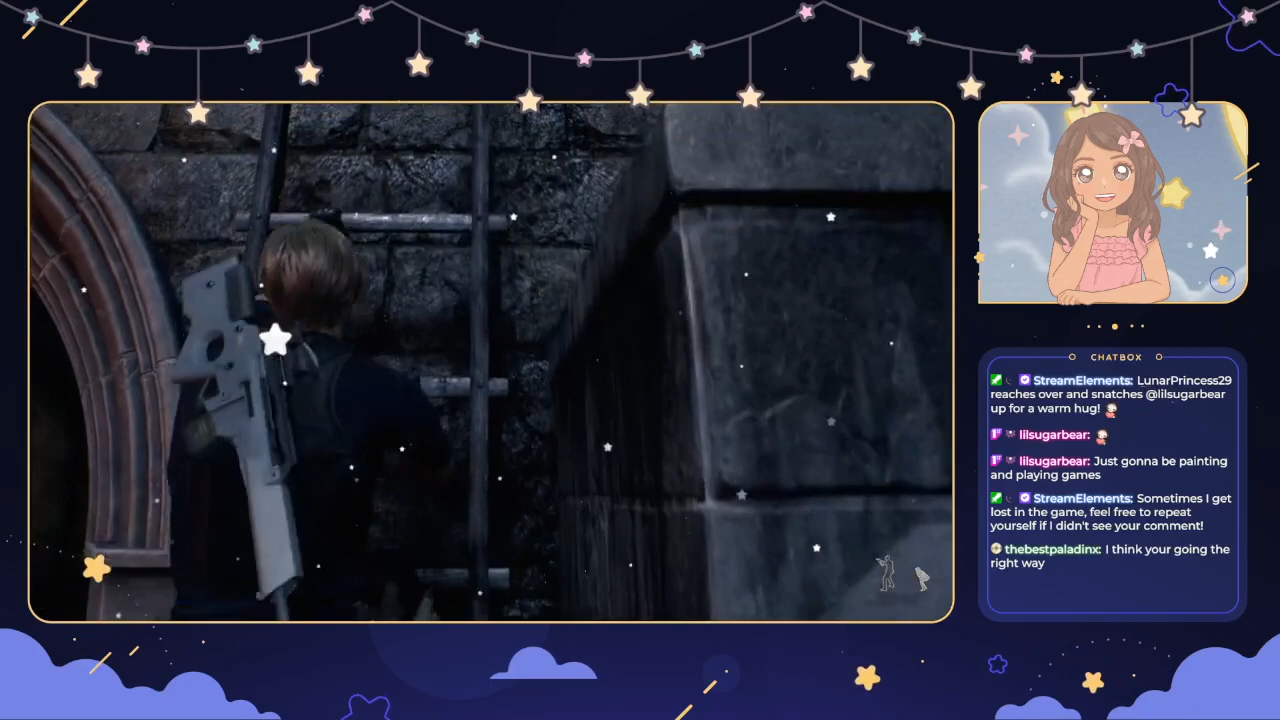 CHATBOX
StreamElements: LunarPrincess29
reaches over and snatches @lilsugarbear
up for a warm hug!
lilsugarbear:
lilsugarbear: Just gonna be painting
and playing games
StreamElements: Sometimes I get
lost in the game, feel free to repeat
yourself if I didn't see your comment!
thebestpaladinx: I think your going the
right way